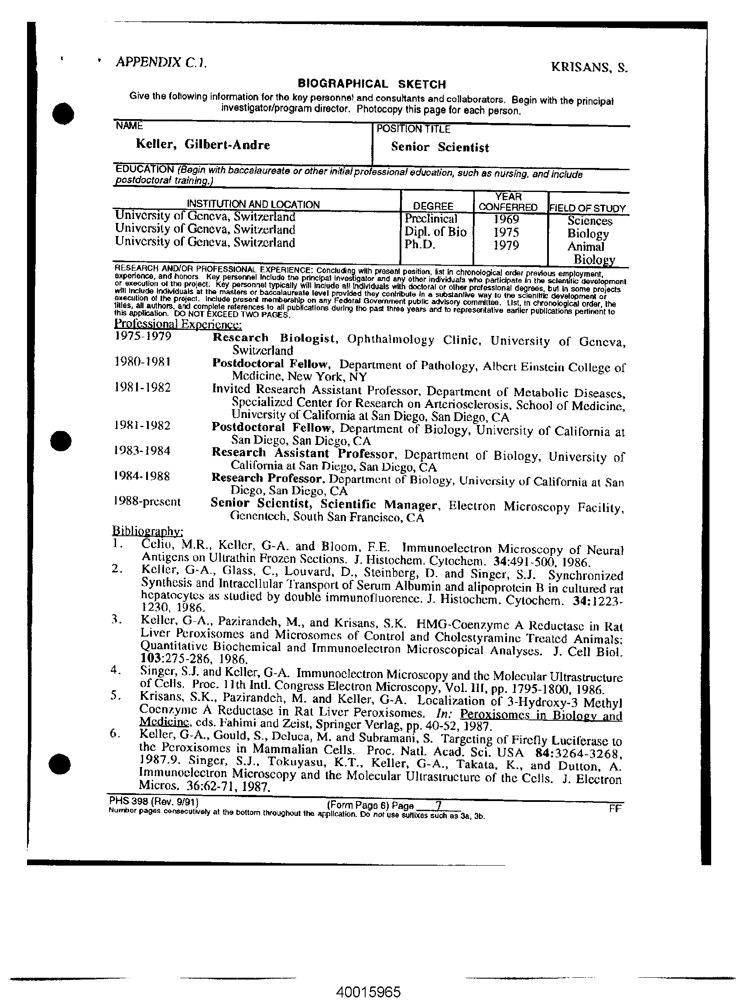 APPENDIX C.1.
KRISANS, S.
BIOGRAPHICAL SKETCH
Give the following information for the key personnel and consultants and collaborators. Begin with the principal
investigator/program director. Photocopy this page for each person.
NAME
POSITION TITLE
Keller, Gilbert-Andre
Senior Scientist
EDUCATION (Begin with baccalaureate or other initial professional education, such as nursing, and include
postdoctoral training.)
INSTITUTION AND LOCATION DEGREE YEAR CONFERRED FIELD OF STUDY
University of Geneva, Switzerland Preclinical 1969 Sciences
University of Geneva, Switzerland Dipl. of Bio 1975 Biology
University of Geneva, Switzerland Ph.D. 1979 Animal
Biology
RESEARCH AND/OR PROFESSIONAL EXPERIENCE: Concluding with present position, list in chronological order previous employment,
experience, and honors. Key personnel include the principal investigator and any other individuals who participate in the scientific development
or execution of the project. Key personnel typically will include all individuals with doctoral or other professional degrees, but in some projects
will include individuals at the masters or baccalaureate level provided they contribute in a substantive way to the scientific development or
execution of the project. Include present membership on any Federal Government public advisory committee. List, in chronological order, the
titles, all authors, and complete references to all publications during the past three years and to representative earlier publications pertinent to
this application. DO NOT EXCEED TWO PAGES.
Professional Experience:
1975-1979 Research Biologist, Ophthalmology Clinic, University of Geneva,
Switzerland
1980-1981 Postdoctoral Fellow, Department of Pathology, Albert Einstein College of
Medicine, New York, NY
1981-1982 Invited Research Assistant Professor, Department of Metabolic Diseases,
Specialized Center for Research on Arteriosclerosis, School of Medicine,
University of California at San Diego, San Diego, CA
1981-1982 Postdoctoral Fellow, Department of Biology, University of California at
San Diego, San Diego, CA
1983-1984 Research Assistant Professor, Department of Biology, University of
California at San Diego, San Diego, CA
1984-1988 Research Professor, Department of Biology, University of California at San
Diego, San Diego, CA
1988-present Senior Scientist, Scientific Manager, Electron Microscopy Facility,
Genentech, South San Francisco, CA
Bibliography:
1. Celio, M.R., Keller, G-A. and Bloom, F.E. Immunoelectron Microscopy of Neural
Antigens on Ultrathin Frozen Sections. J. Histochem. Cytochem. 34:491-500, 1986.
2. Keller, G-A., Glass, C., Louvard, D., Steinberg, D. and Singer, S.J. Synchronized
Synthesis and Intracellular Transport of Serum Albumin and alipoprotein B in cultured rat
hepatocytes as studied by double immunofluorence. J. Histochem. Cytochem. 34:1223-
1230, 1986.
3. Keller, G-A., Pazirandeh, M., and Krisans, S.K. HMG-Coenzyme A Reductase in Rat
Liver Peroxisomes and Microsomes of Control and Cholestyramine Treated Animals:
Quantitative Biochemical and Immunoelectron Microscopical Analyses. J. Cell Biol.
103:275-286, 1986.
4. Singer, S.J. and Keller, G-A. Immunoelectron Microscopy and the Molecular Ultrastructure
of Cells. Proc. 11th Intl. Congress Electron Microscopy, Vol. III, pp. 1795-1800, 1986.
5. Krisans, S.K., Pazirandeh, M. and Keller, G-A. Localization of 3-Hydroxy-3 Methyl
Coenzyme A Reductase in Rat Liver Peroxisomes. In: Peroxisomes in Biology and
Medicine, eds. Fahimi and Zeist, Springer Verlag, pp. 40-52, 1987.
6. Keller, G-A., Gould, S., Deluca, M. and Subramani, S. Targeting of Firefly Luciferase to
the Peroxisomes in Mammalian Cells. Proc. Natl. Acad. Sci. USA 84:3264-3268,
1987.9. Singer, S.J., Tokuyasu, K.T., Keller, G-A., Takata, K., and Dutton, A.
Immunoelectron Microscopy and the Molecular Ultrastructure of the Cells. J. Electron
Micros. 36:62-71, 1987.
PHS 398 (Rev. 9/91) (Form Page 6) Page 7 FF
Number pages consecutively at the bottom throughout the application. Do not use suffixes such as 3a, 3b.
40015965